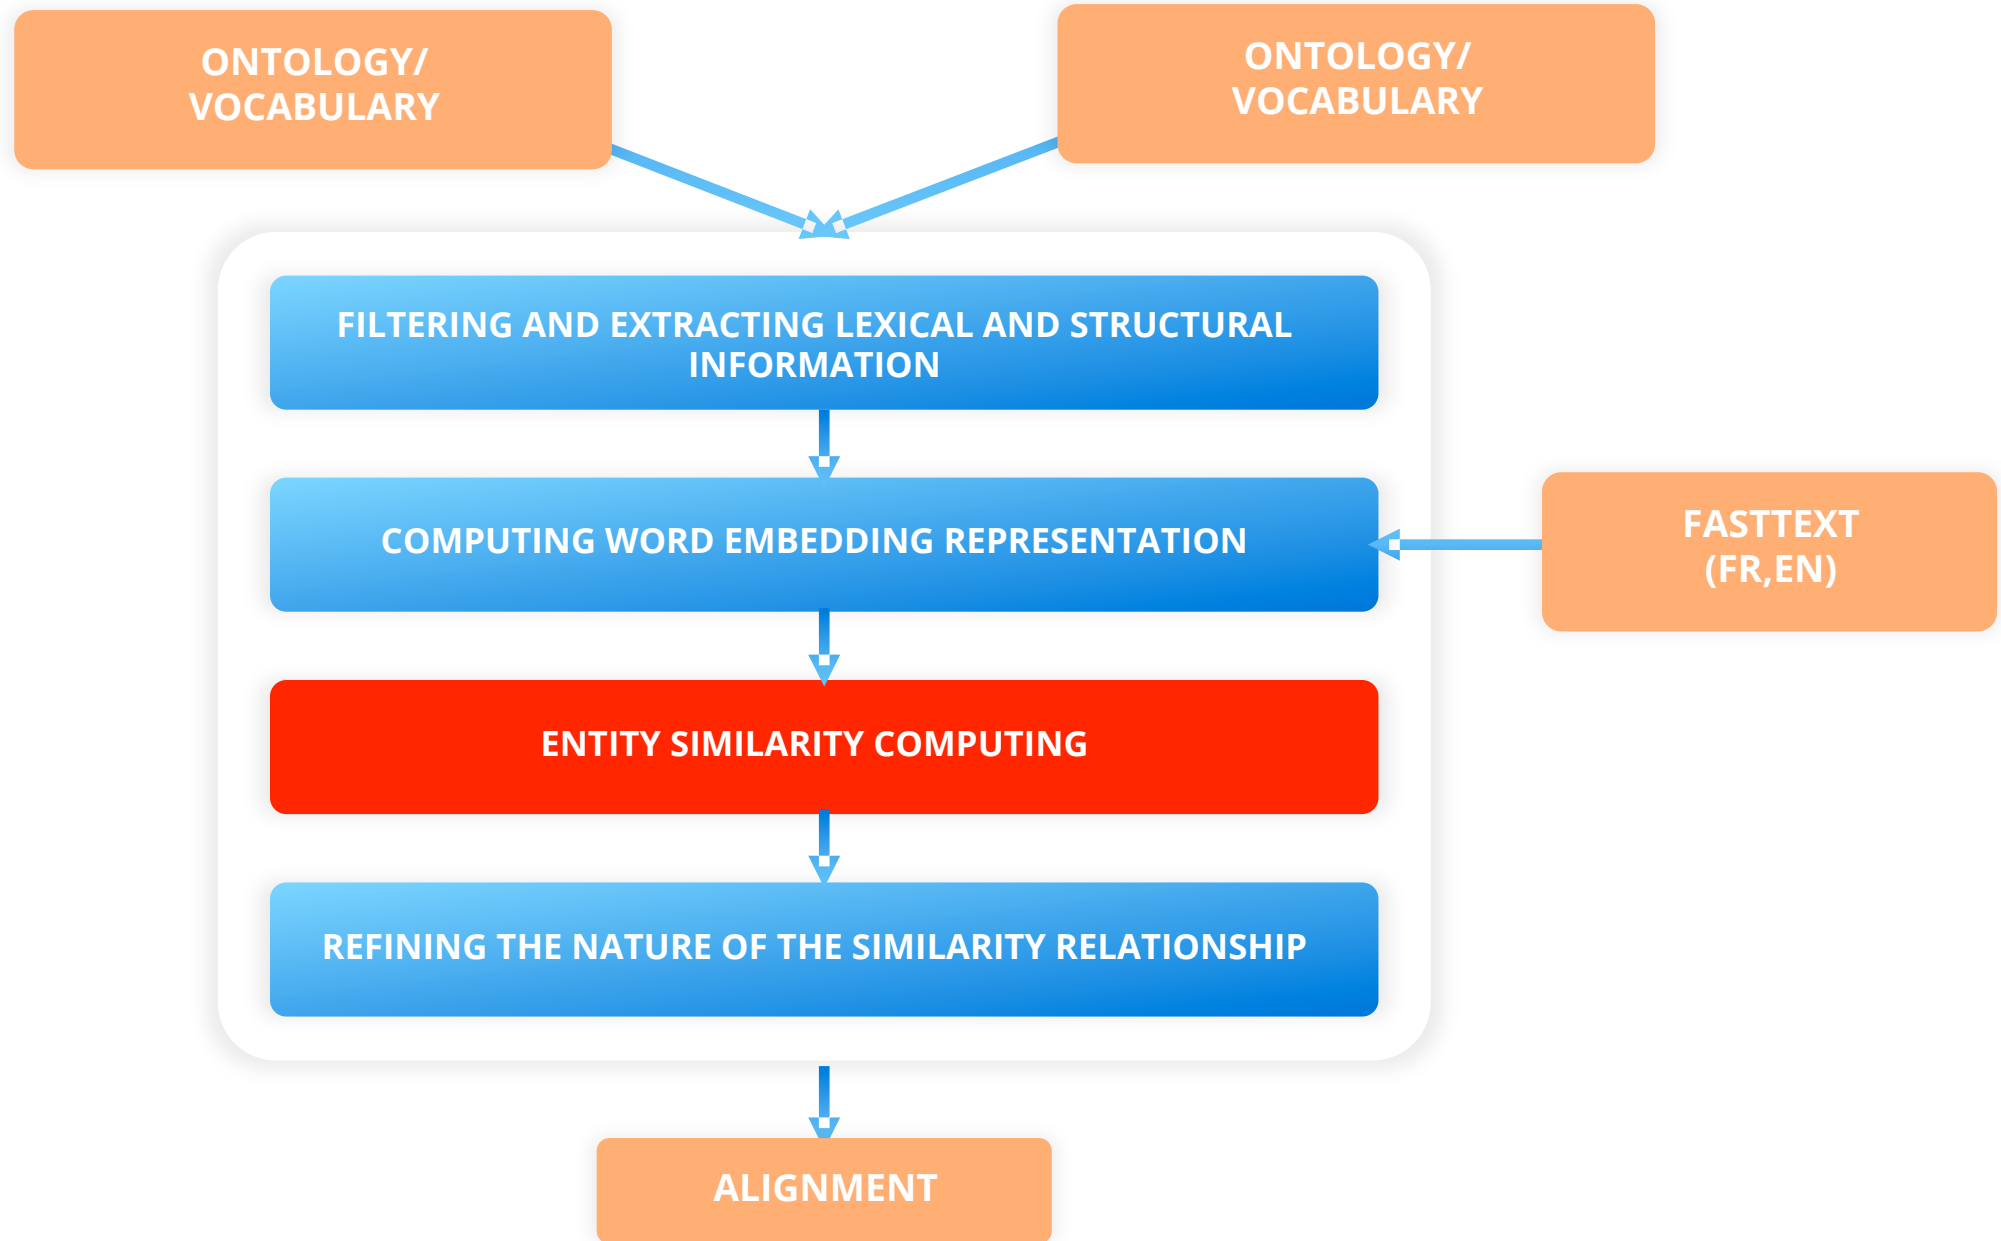 ONTOLOGY/
VOCABULARY
ONTOLOGY/
VOCABULARY
FILTERING AND EXTRACTING LEXICAL AND STRUCTURAL
INFORMATION
COMPUTING WORD EMBEDDING REPRESENTATION
FASTTEXT
(FR,EN)
ENTITY SIMILARITY COMPUTING
REFINING THE NATURE OF THE SIMILARITY RELATIONSHIP
ALIGNMENT